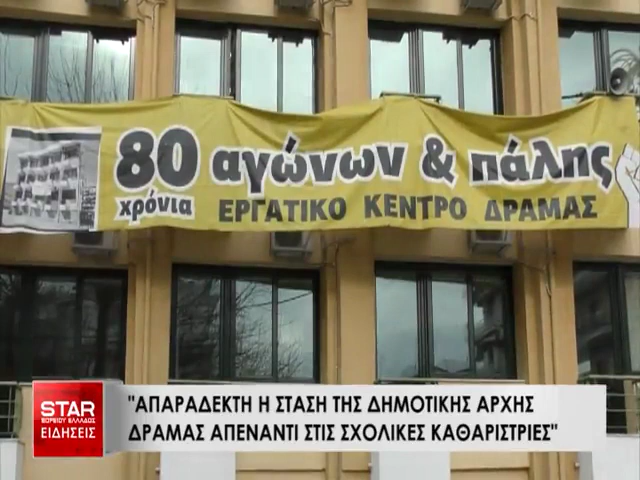 80 αγώνων & πάλης
χρόνια ΕΡΓΑΤΙΚΟ ΚΕΝΤΡΟ ΔΡΑΜΑΣ
STAR
ΒΟΡΕΙΟΥ ΕΛΛΑΔΟΣ
ΕΙΔΗΣΕΙΣ
"ΑΠΑΡΑΔΕΚΤΗ Η ΣΤΑΣΗ ΤΗΣ ΔΗΜΟΤΙΚΗΣ ΑΡΧΗΣ
ΔΡΑΜΑΣ ΑΠΕΝΑΝΤΙ ΣΤΙΣ ΣΧΟΛΙΚΕΣ ΚΑΘΑΡΙΣΤΡΙΕΣ"